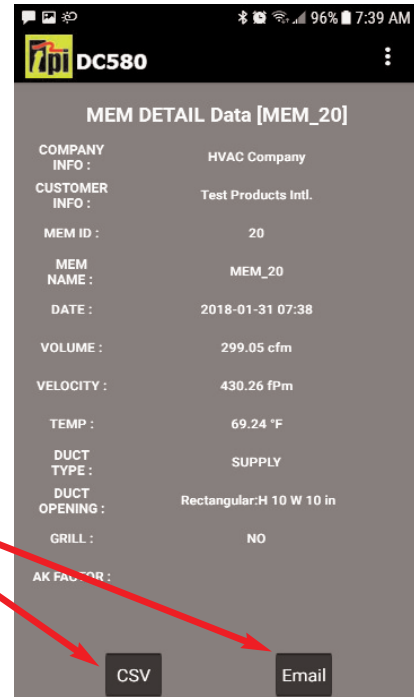 96% 7:39 AM
tpi DC580
MEM DETAIL Data [MEM_20]
COMPANY
INFO :
HVAC Company
CUSTOMER
INFO :
Test Products Intl.
MEM ID :
20
MEM
NAME :
MEM_20
DATE :
2018-01-31 07:38
VOLUME :
299.05 cfm
VELOCITY :
430.26 fPm
TEMP :
69.24 °F
DUCT
TYPE :
SUPPLY
DUCT
OPENING :
Rectangular:H 10 W 10 in
GRILL :
NO
AK FACTOR :
CSV
Email